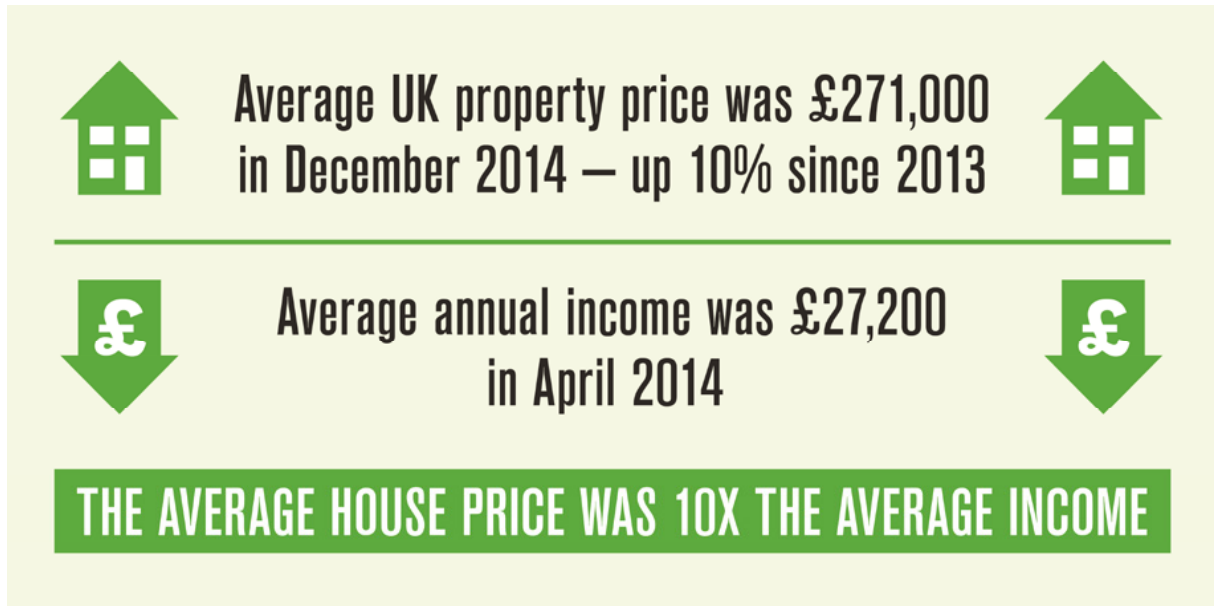 Average UK property price was £271,000
in December 2014 – up 10% since 2013
£
£
Average annual income was £27,200
in April 2014
THE AVERAGE HOUSE PRICE WAS 10X THE AVERAGE INCOME